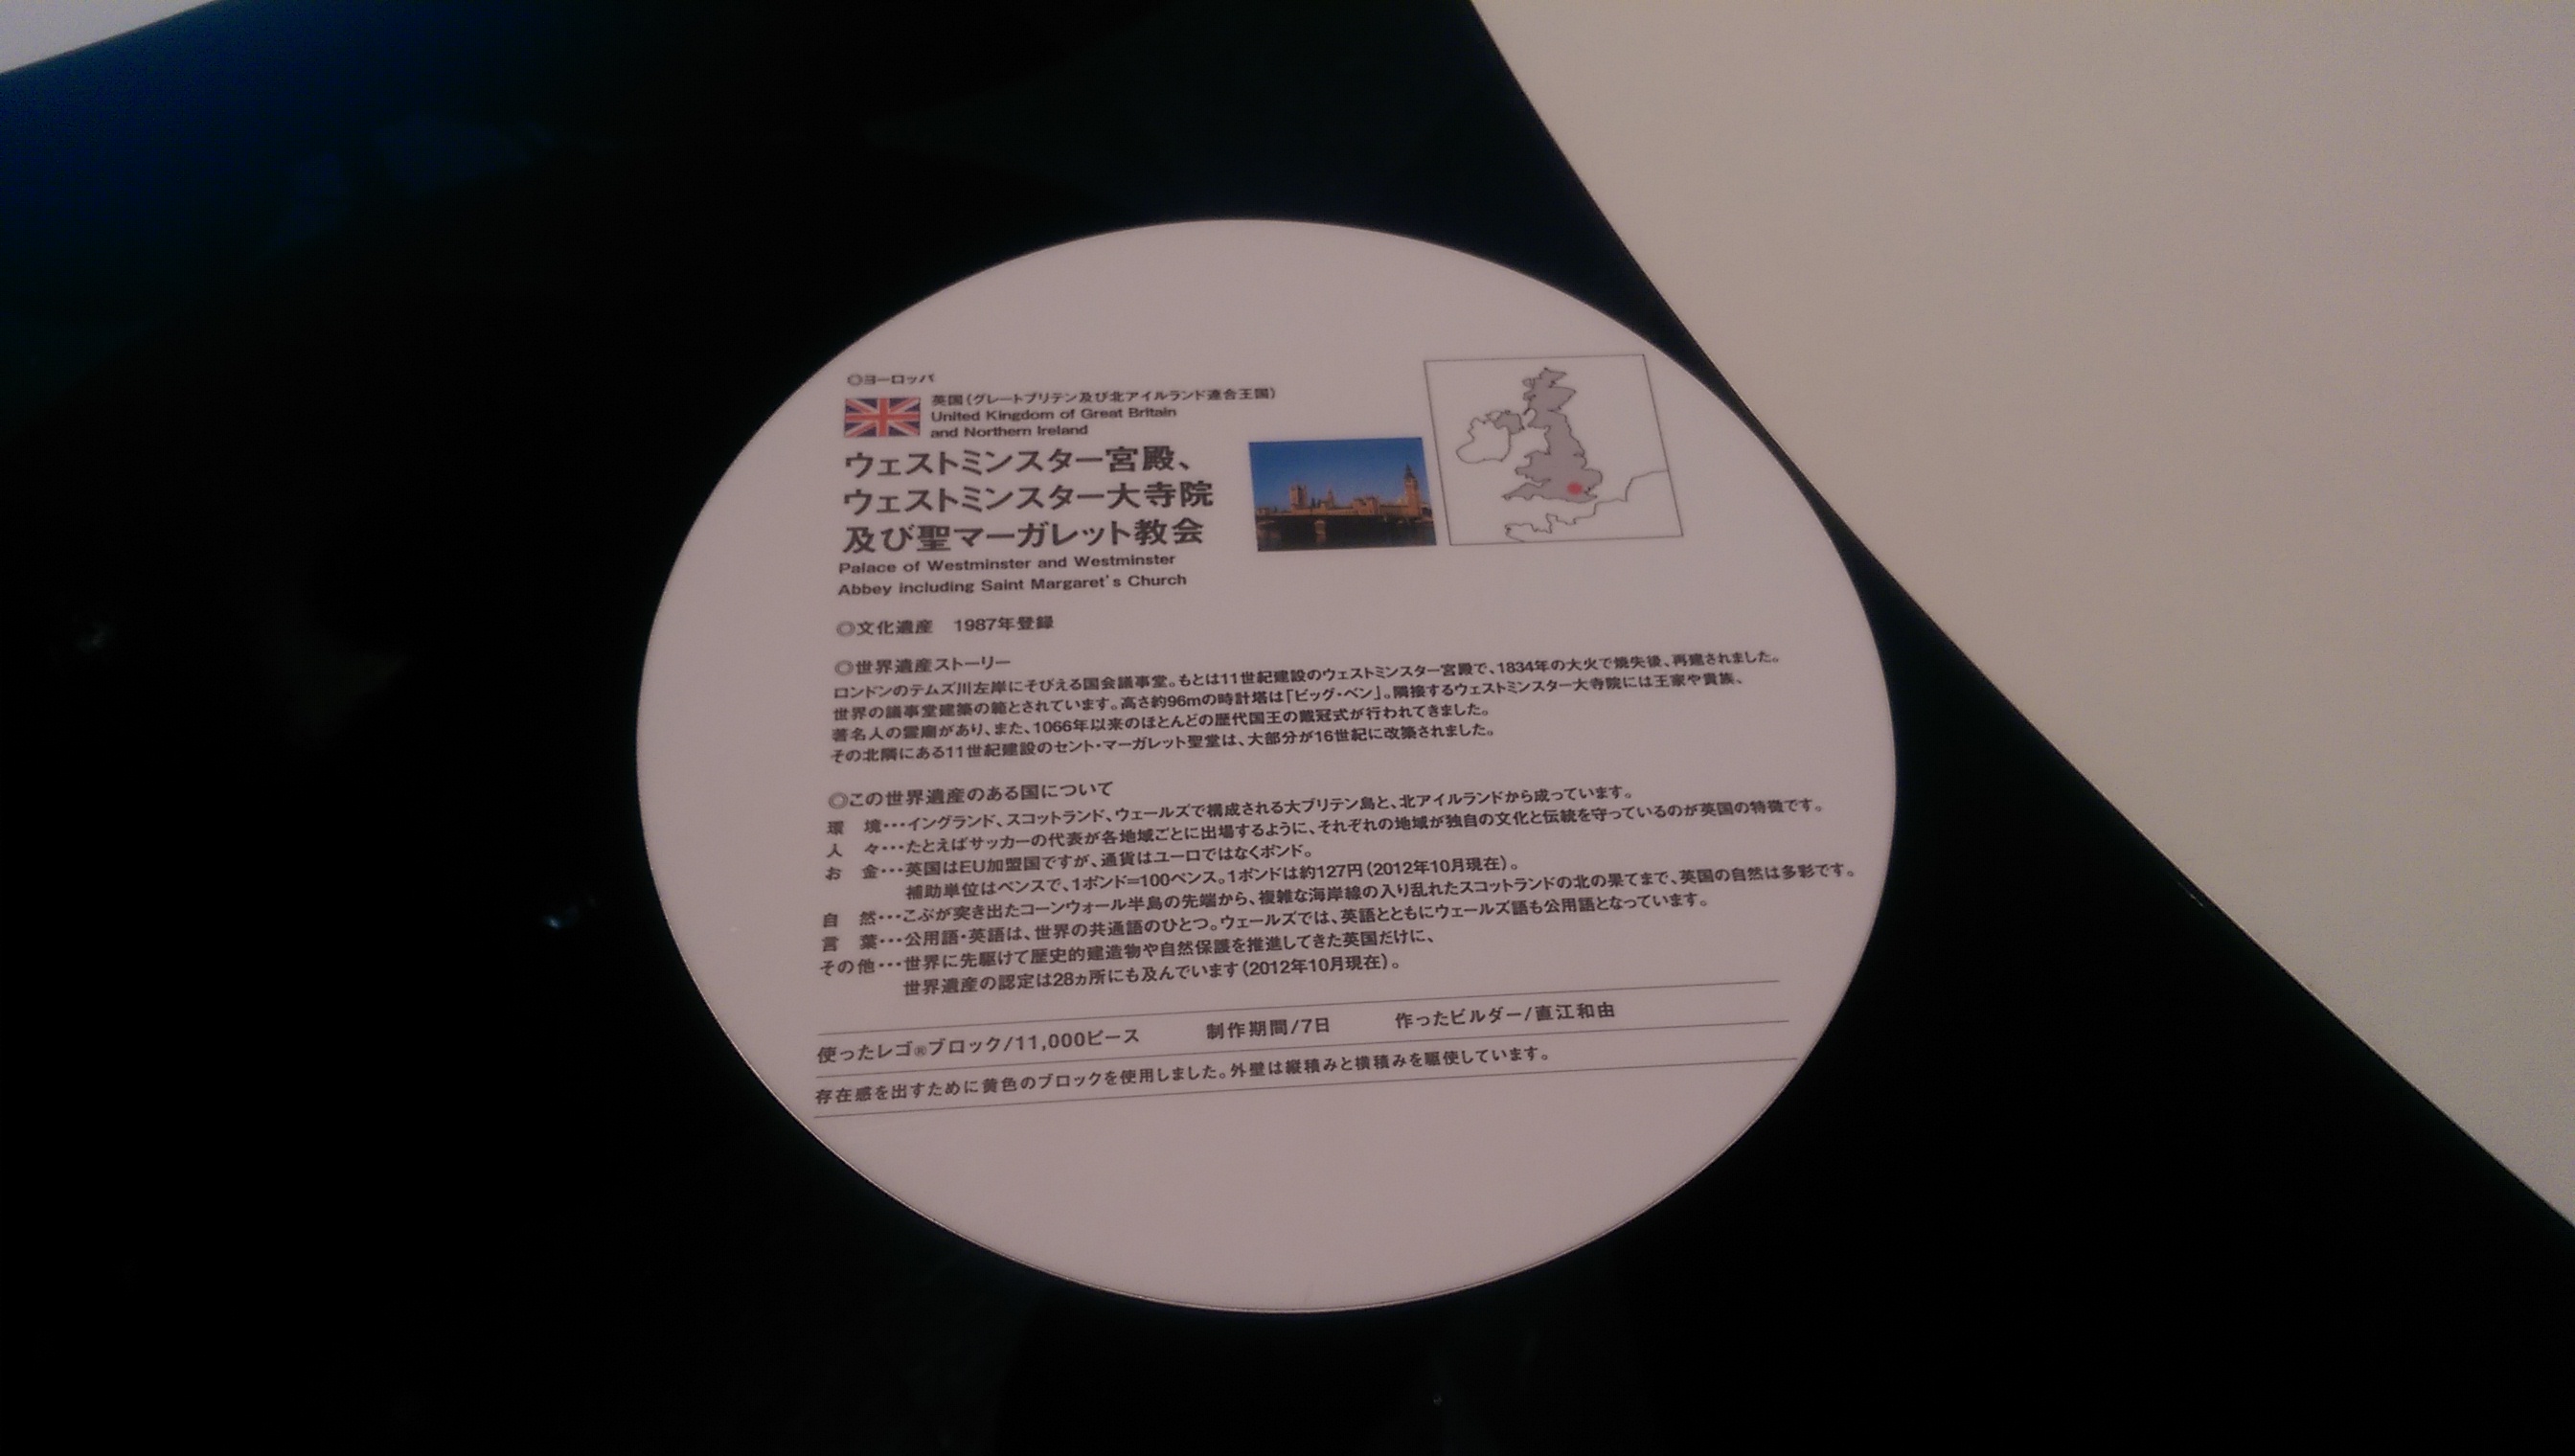 ◎ヨーロッパ
英国（グレートブリテン及び北アイルランド連合王国）
United Kingdom of Great Britain
and Northern Ireland
ウェストミンスター宮殿、
ウェストミンスター大寺院
及び聖マーガレット教会
Palace of Westminster and Westminster
Abbey including Saint Margaret's Church
◎文化遺産　1987年登録
◎世界遺産ストーリー
ロンドンのテムズ川左岸にそびえる国会議事堂。もとは11世紀建設のウェストミンスター宮殿で、1834年の大火で焼失後、再建されました。
世界の議事堂建築の範とされています。高さ約96mの時計塔は「ビッグ・ベン」。隣接するウェストミンスター大寺院には王家や貴族、
著名人の霊廟があり、また、1066年以来のほとんどの歴代国王の戴冠式が行われてきました。
その北隣にある11世紀建設のセント・マーガレット聖堂は、大部分が16世紀に改築されました。
◎この世界遺産のある国について
環　境・・・イングランド、スコットランド、ウェールズで構成される大ブリテン島と、北アイルランドから成っています。
人　々・・・たとえばサッカーの代表が各地域ごとに出場するように、それぞれの地域が独自の文化と伝統を守っているのが英国の特徴です。
お　金・・・英国はEU加盟国ですが、通貨はユーロではなくポンド。
補助単位はペンスで、1ポンド=100ペンス。1ポンドは約127円（2012年10月現在）。
自　然・・・こぶが突き出たコーンウォール半島の先端から、複雑な海岸線の入り乱れたスコットランドの北の果てまで、英国の自然は多彩です。
言　葉・・・公用語・英語は、世界の共通語のひとつ。ウェールズでは、英語とともにウェールズ語も公用語となっています。
その他・・・世界に先駆けて歴史的建造物や自然保護を推進してきた英国だけに、
世界遺産の認定は28ヵ所にも及んでいます（2012年10月現在）。
使ったレゴ®ブロック/11,000ピース　制作期間/7日　作ったビルダー/直江和由
存在感を出すために黄色のブロックを使用しました。外壁は縦積みと横積みを駆使しています。